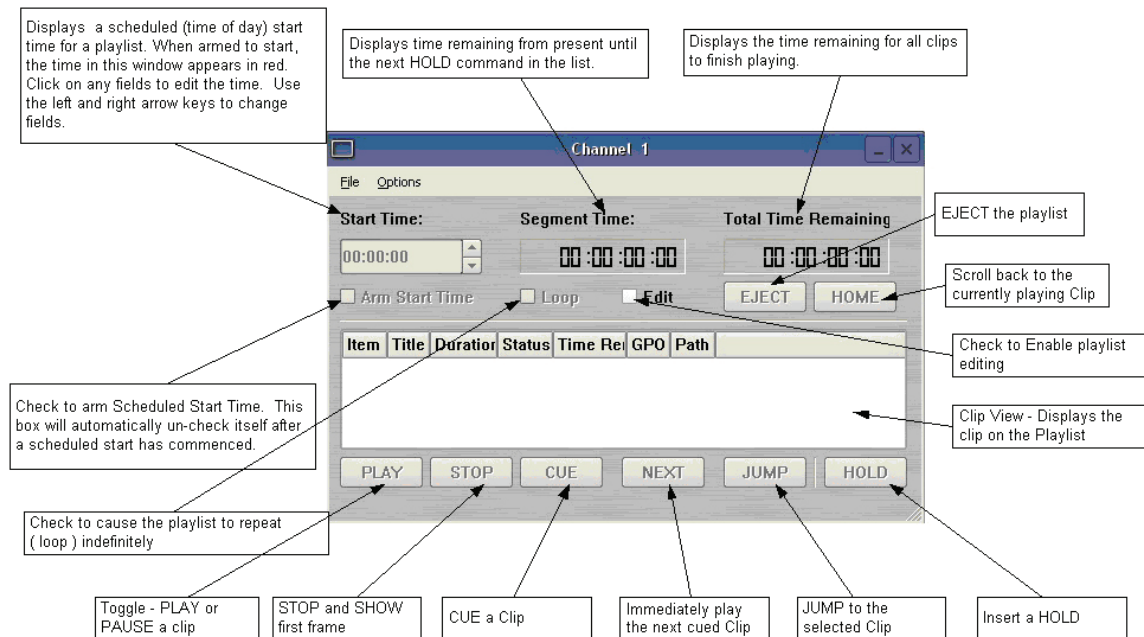 Displays a scheduled (time of day) start
time for a playlist. When armed to start,
the time in this window appears in red.
Click on any fields to edit the time. Use
the left and right arrow keys to change
fields.
Displays time remaining from present until
the next HOLD command in the list.
Displays the time remaining for all clips
to finish playing.
Channel 1
File Options
Start Time: Segment Time: Total Time Remaining
00:00:00 00:00:00:00 00:00:00:00
Arm Start Time Loop Edit EJECT HOME
EJECT the playlist
Scroll back to the
currently playing Clip
Item Title Duration Status Time Rei GPO Path
Check to Enable playlist
editing
Check to arm Scheduled Start Time. This
box will automatically un-check itself after
a scheduled start has commenced.
Clip View - Displays the
clip on the Playlist
PLAY STOP CUE NEXT JUMP HOLD
Check to cause the playlist to repeat
( loop ) indefinitely
Toggle - PLAY or
PAUSE a clip
STOP and SHOW
first frame
CUE a Clip
Immediately play
the next cued Clip
JUMP to the
selected Clip
Insert a HOLD